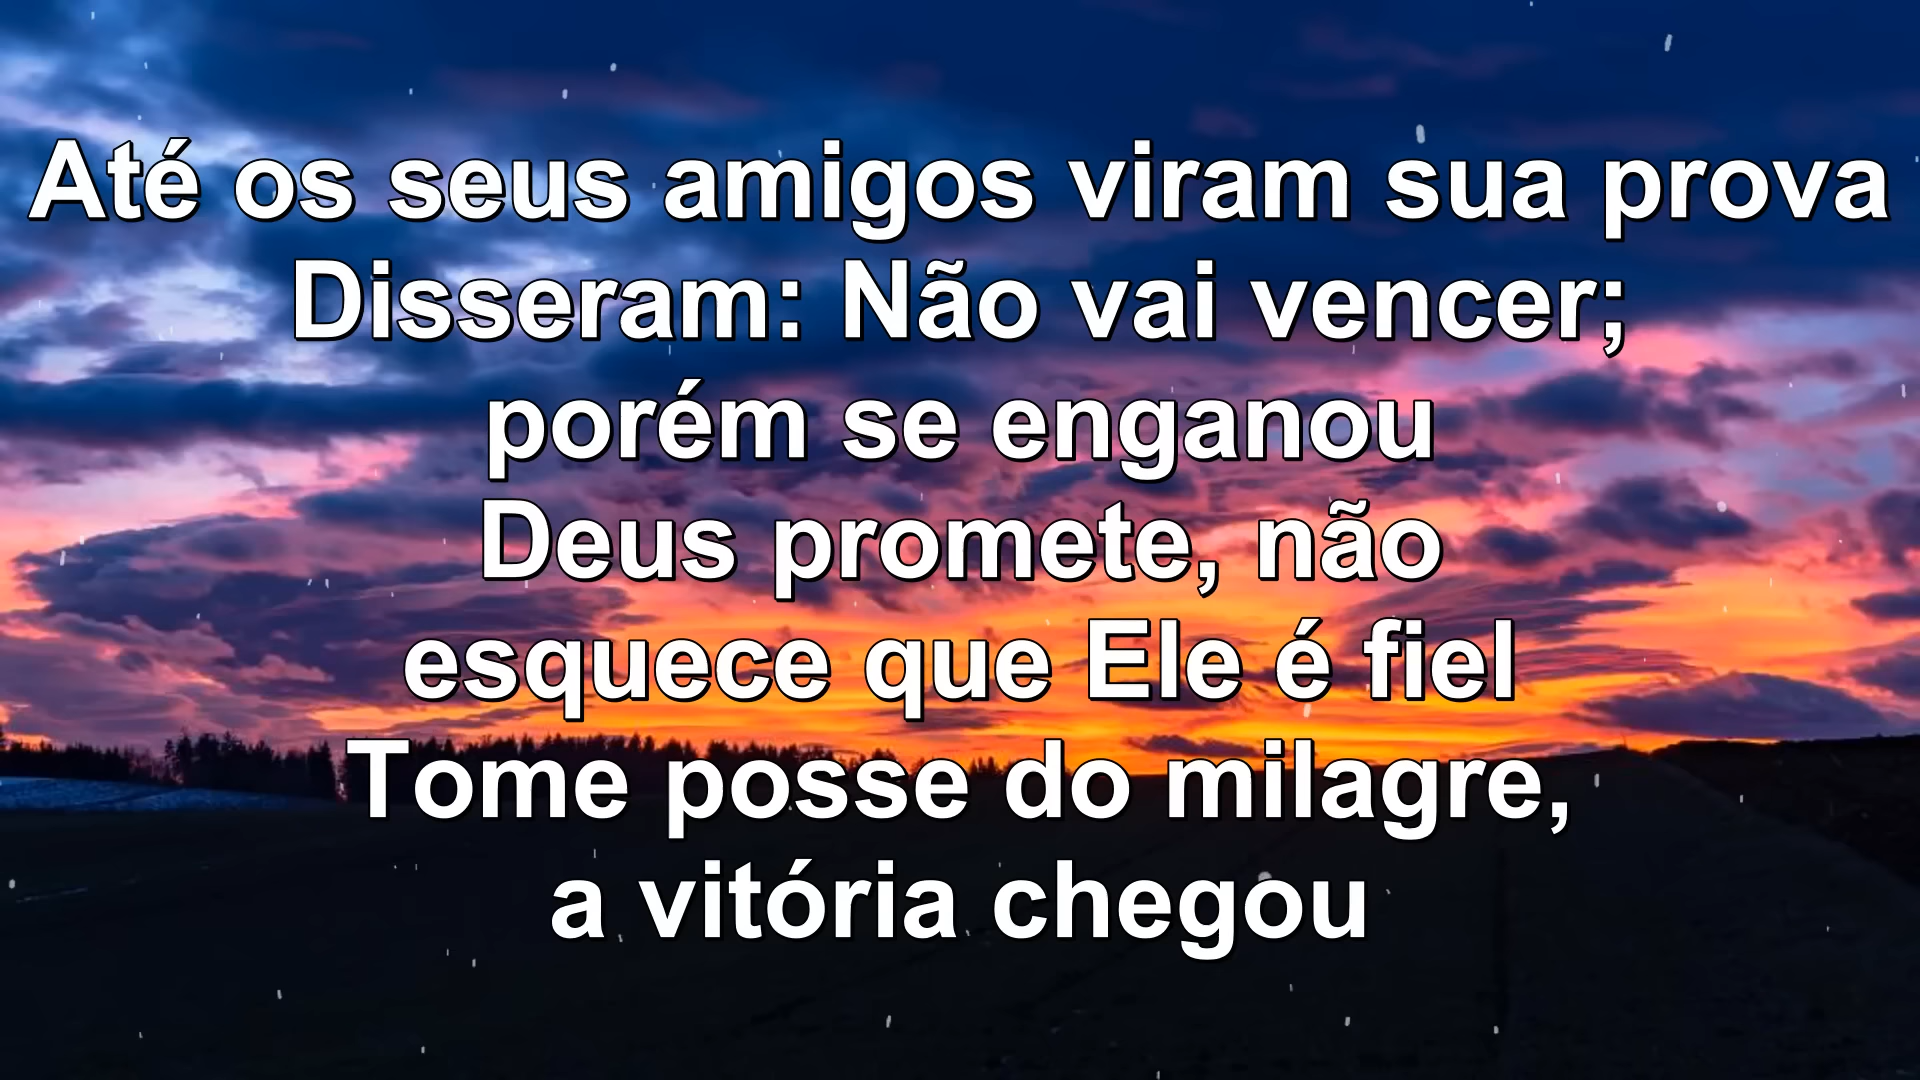 Até os seus amigos viram sua prova
Disseram: Não vai vencer;
porém se enganou
Deus promete, não
esquece que Ele é fiel
Tome posse do milagre,
a vitória chegou